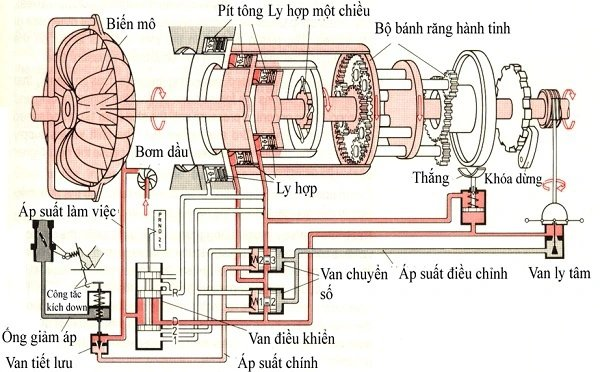 Biến mô
Pít tông
Ly hợp một chiều
Bộ bánh răng hành tinh
Bơm dầu
Ly hợp
Thắng
Khóa dừng
Áp suất làm việc
P R N D 2 1
Công tắc
kích down
R
D
2
1
2-3
1-2
Van chuyển
số
Áp suất điều chỉnh
Van ly tâm
Ống giảm áp
Van điều khiển
Van tiết lưu
Áp suất chính